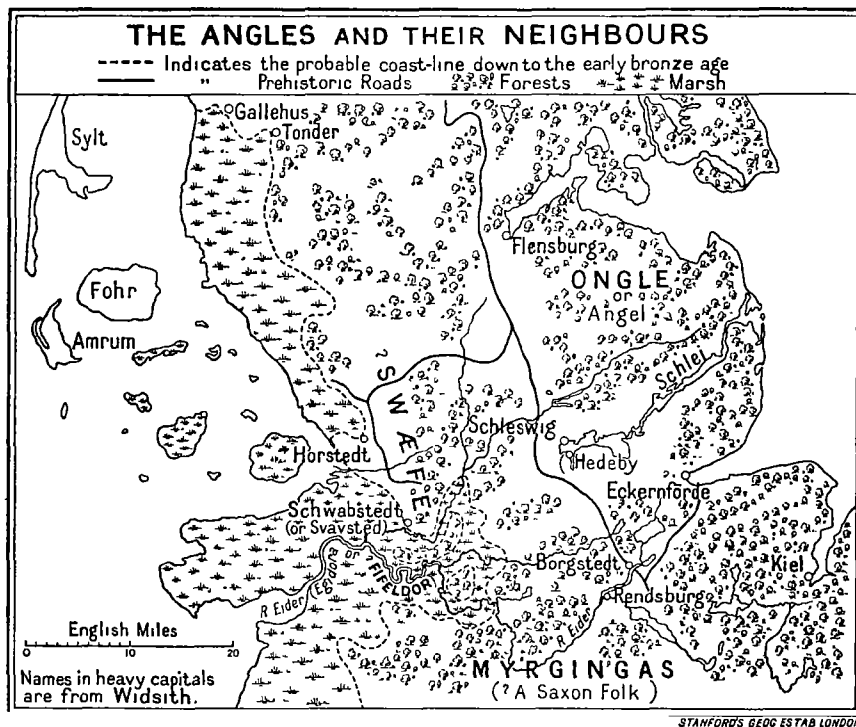 THE ANGLES AND THEIR NEIGHBOURS
Indicates the probable coast-line down to the early bronze age
" Prehistoric Roads Forests Marsh
Gallehus
Tonder
Sylt
Flensburg
Fohr
ONGLE
or
Angel
Amrum
Schlei
? SWÆFE
Schleswig
Horstedt
Hedeby
Eckernförde
Schwabstedt
(or Svavsted)
Borgstedt
Kiel
R Eider (Egdora or FIFELDOR)
Rendsburg
R Eider
English Miles
0 10 20
MYRGINGAS
(? A Saxon Folk)
Names in heavy capitals
are from Widsith.
STANFORD'S GEOG ESTAB LONDON